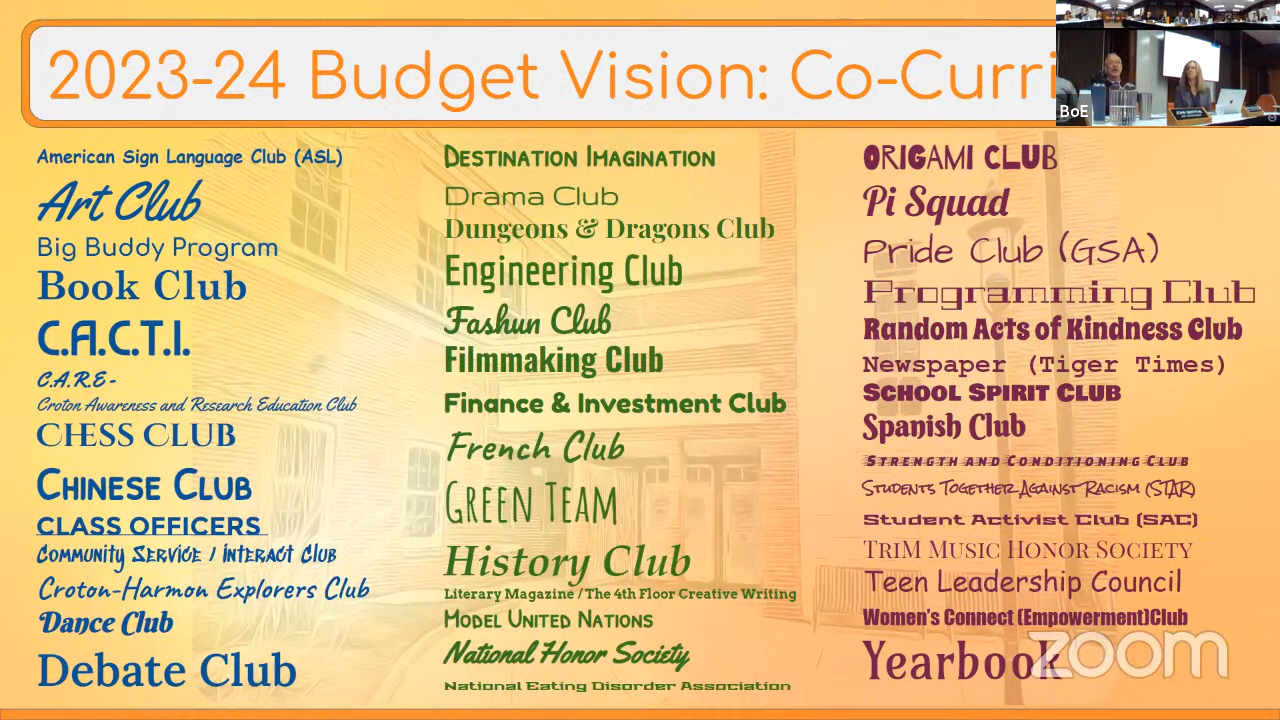 2023-24 Budget Vision: Co-Curri
BoE
American Sign Language Club (ASL)
Art Club
Big Buddy Program
Book Club
C.A.C.T.I.
C.A.R.E-
Croton Awareness and Research Education Club
CHESS CLUB
CHINESE CLUB
CLASS OFFICERS
Community Service / Interact Club
Croton-Harmon Explorers Club
Dance Club
Debate Club
DESTINATION IMAGINATION
Drama Club
Dungeons & Dragons Club
Engineering Club
Fashun Club
Filmmaking Club
Finance & Investment Club
French Club
GREEN TEAM
History Club
Literary Magazine / The 4th Floor Creative Writing
MODEL UNITED NATIONS
National Honor Society
National Eating Disorder Association
ORIGAMI CLUB
Pi Squad
Pride Club (GSA)
Programming Club
Random Acts of Kindness Club
Newspaper (Tiger Times)
SCHOOL SPIRIT CLUB
Spanish Club
STRENGTH AND CONDITIONING CLUB
STUDENTS TOGETHER AGAINST RACISM (STAR)
Student Activist Club (SAC)
TRIM MUSIC HONOR SOCIETY
Teen Leadership Council
Women's Connect (Empowerment)Club
Yearbook
zoom